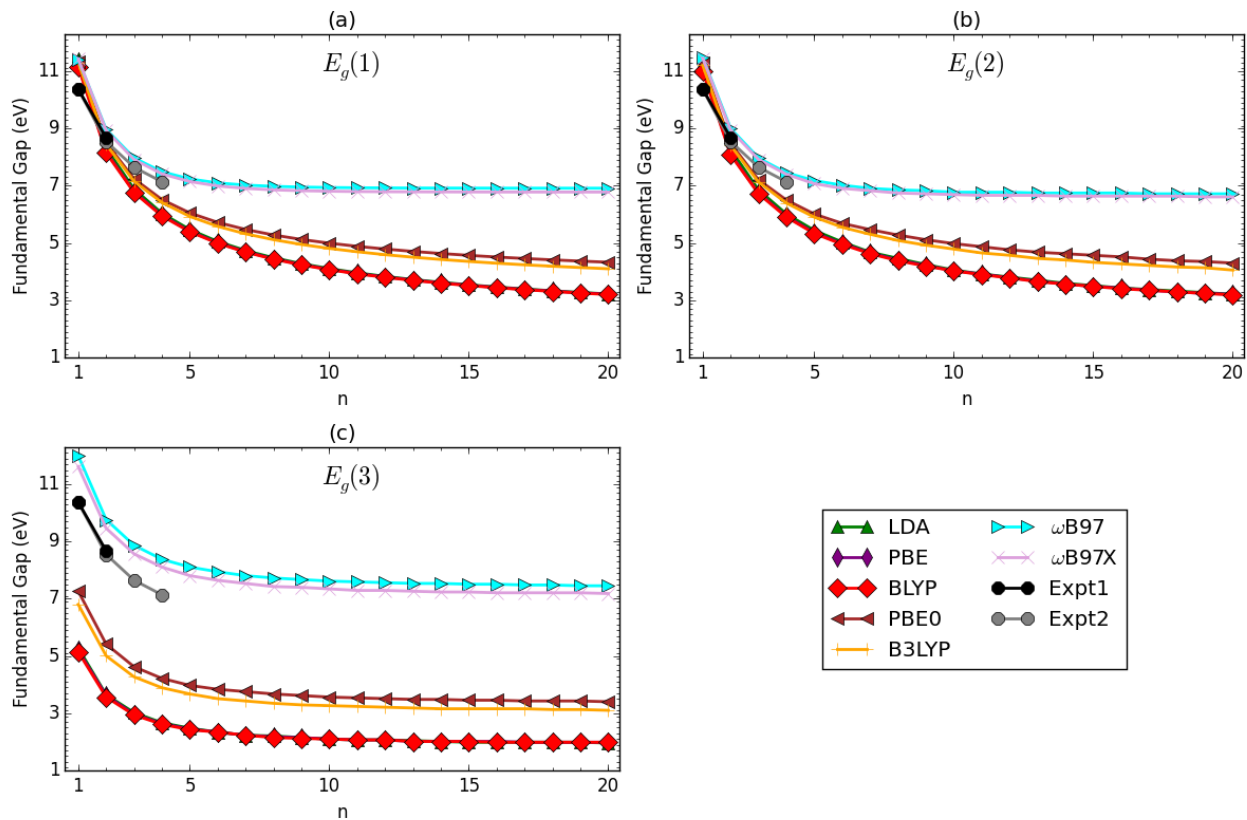 (a)
E_g(1)
Fundamental Gap (eV)
11
9
7
5
3
1
1 5 10 15 20
n
(b)
E_g(2)
Fundamental Gap (eV)
11
9
7
5
3
1
1 5 10 15 20
n
(c)
E_g(3)
Fundamental Gap (eV)
11
9
7
5
3
1
1 5 10 15 20
n
LDA
PBE
BLYP
PBE0
B3LYP
ωB97
ωB97X
Expt1
Expt2